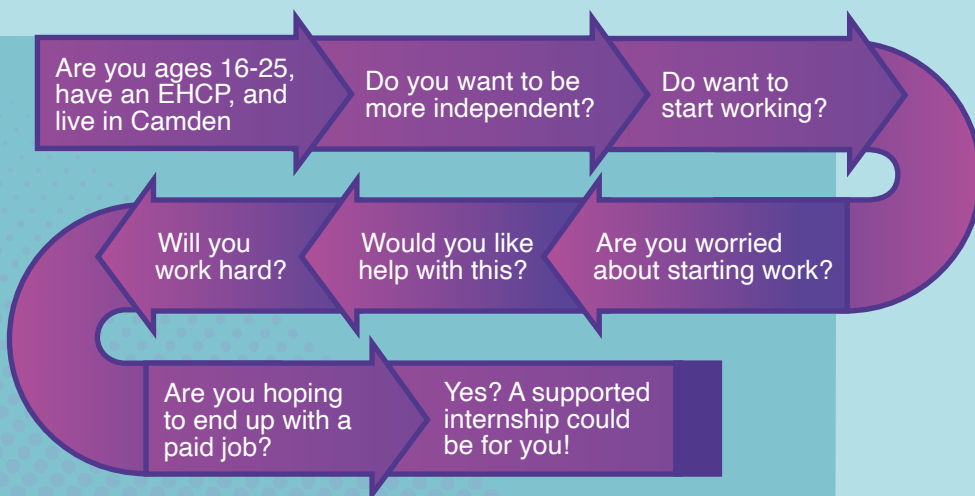 Are you ages 16-25,
have an EHCP, and
live in Camden
Do you want to be
more independent?
Do want to
start working?
Are you worried
about starting work?
Would you like
help with this?
Will you
work hard?
Are you hoping
to end up with a
paid job?
Yes? A supported
internship could
be for you!